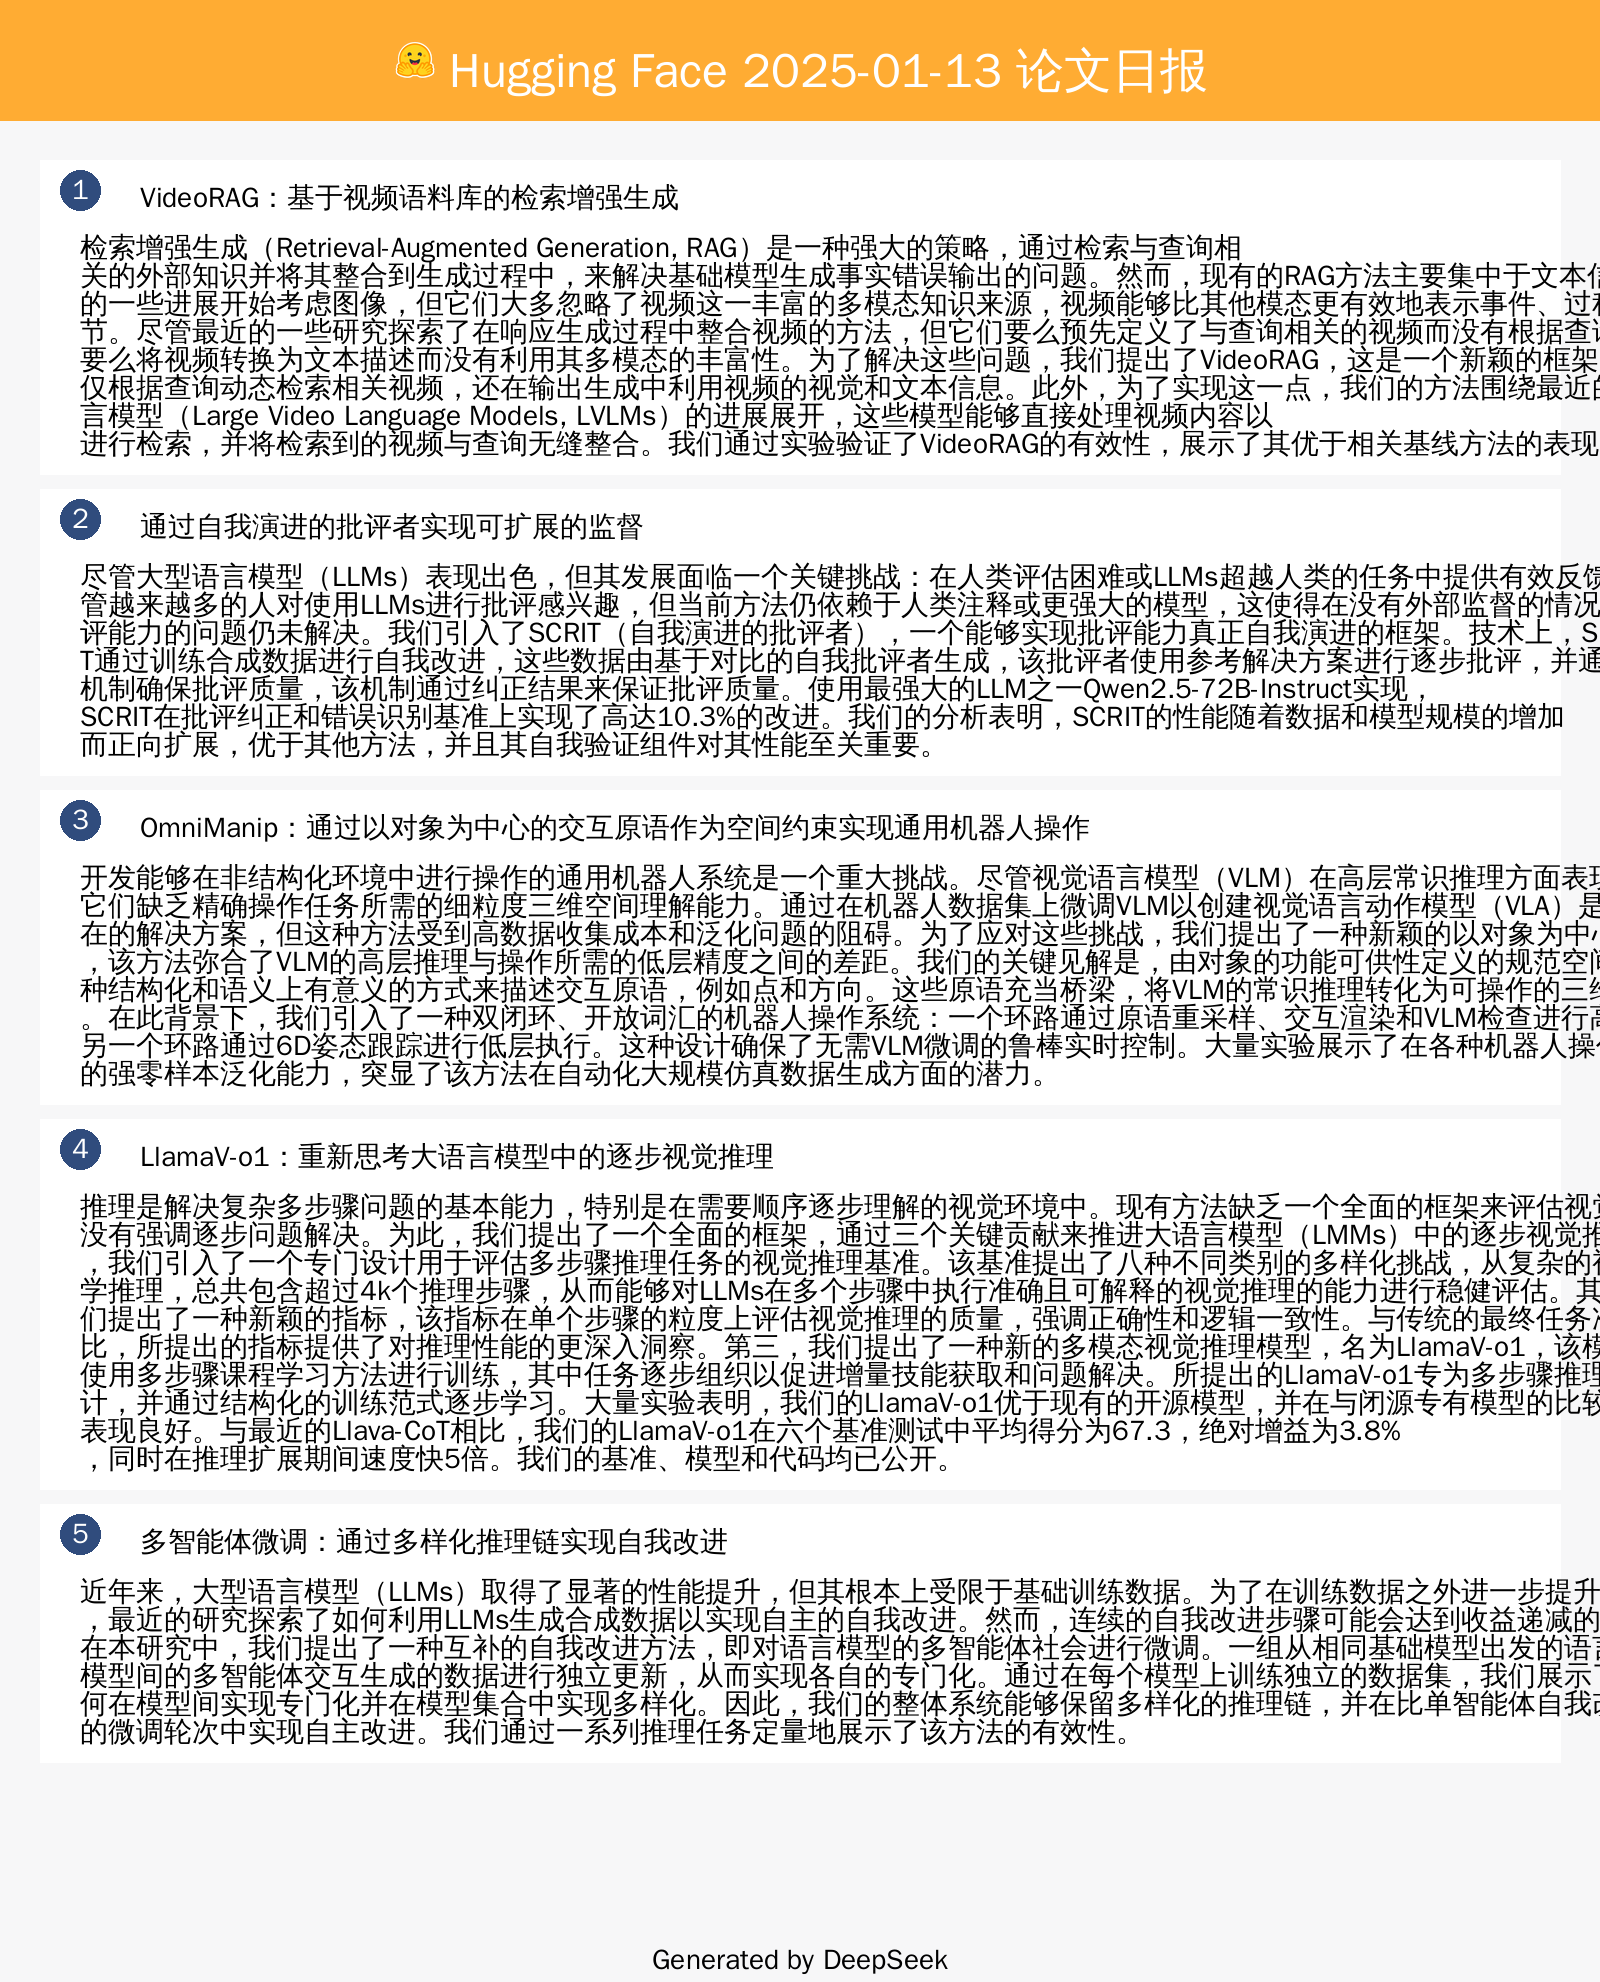 Hugging Face 2025-01-13 论文日报
1
VideoRAG：基于视频语料库的检索增强生成
检索增强生成（Retrieval-Augmented Generation, RAG）是一种强大的策略，通过检索与查询相
关的外部知识并将其整合到生成过程中，来解决基础模型生成事实错误输出的问题。然而，现有的RAG方法主要集中于文本信
的一些进展开始考虑图像，但它们大多忽略了视频这一丰富的多模态知识来源，视频能够比其他模态更有效地表示事件、过程
节。尽管最近的一些研究探索了在响应生成过程中整合视频的方法，但它们要么预先定义了与查询相关的视频而没有根据查询
要么将视频转换为文本描述而没有利用其多模态的丰富性。为了解决这些问题，我们提出了VideoRAG，这是一个新颖的框架
仅根据查询动态检索相关视频，还在输出生成中利用视频的视觉和文本信息。此外，为了实现这一点，我们的方法围绕最近的
言模型（Large Video Language Models, LVLMs）的进展展开，这些模型能够直接处理视频内容以
进行检索，并将检索到的视频与查询无缝整合。我们通过实验验证了VideoRAG的有效性，展示了其优于相关基线方法的表现
2
通过自我演进的批评者实现可扩展的监督
尽管大型语言模型（LLMs）表现出色，但其发展面临一个关键挑战：在人类评估困难或LLMs超越人类的任务中提供有效反馈
管越来越多的人对使用LLMs进行批评感兴趣，但当前方法仍依赖于人类注释或更强大的模型，这使得在没有外部监督的情况
评能力的问题仍未解决。我们引入了SCRIT（自我演进的批评者），一个能够实现批评能力真正自我演进的框架。技术上，S
T通过训练合成数据进行自我改进，这些数据由基于对比的自我批评者生成，该批评者使用参考解决方案进行逐步批评，并通
机制确保批评质量，该机制通过纠正结果来保证批评质量。使用最强大的LLM之一Qwen2.5-72B-Instruct实现，
SCRIT在批评纠正和错误识别基准上实现了高达10.3%的改进。我们的分析表明，SCRIT的性能随着数据和模型规模的增加
而正向扩展，优于其他方法，并且其自我验证组件对其性能至关重要。
3
OmniManip：通过以对象为中心的交互原语作为空间约束实现通用机器人操作
开发能够在非结构化环境中进行操作的通用机器人系统是一个重大挑战。尽管视觉语言模型（VLM）在高层常识推理方面表现
它们缺乏精确操作任务所需的细粒度三维空间理解能力。通过在机器人数据集上微调VLM以创建视觉语言动作模型（VLA）是
在的解决方案，但这种方法受到高数据收集成本和泛化问题的阻碍。为了应对这些挑战，我们提出了一种新颖的以对象为中心
，该方法弥合了VLM的高层推理与操作所需的低层精度之间的差距。我们的关键见解是，由对象的功能可供性定义的规范空间
种结构化和语义上有意义的方式来描述交互原语，例如点和方向。这些原语充当桥梁，将VLM的常识推理转化为可操作的三维
。在此背景下，我们引入了一种双闭环、开放词汇的机器人操作系统：一个环路通过原语重采样、交互渲染和VLM检查进行高
另一个环路通过6D姿态跟踪进行低层执行。这种设计确保了无需VLM微调的鲁棒实时控制。大量实验展示了在各种机器人操作
的强零样本泛化能力，突显了该方法在自动化大规模仿真数据生成方面的潜力。
4
LlamaV-o1：重新思考大语言模型中的逐步视觉推理
推理是解决复杂多步骤问题的基本能力，特别是在需要顺序逐步理解的视觉环境中。现有方法缺乏一个全面的框架来评估视觉
没有强调逐步问题解决。为此，我们提出了一个全面的框架，通过三个关键贡献来推进大语言模型（LMMs）中的逐步视觉推
，我们引入了一个专门设计用于评估多步骤推理任务的视觉推理基准。该基准提出了八种不同类别的多样化挑战，从复杂的视
学推理，总共包含超过4k个推理步骤，从而能够对LLMs在多个步骤中执行准确且可解释的视觉推理的能力进行稳健评估。其
们提出了一种新颖的指标，该指标在单个步骤的粒度上评估视觉推理的质量，强调正确性和逻辑一致性。与传统的最终任务准
比，所提出的指标提供了对推理性能的更深入洞察。第三，我们提出了一种新的多模态视觉推理模型，名为LlamaV-o1，该模
使用多步骤课程学习方法进行训练，其中任务逐步组织以促进增量技能获取和问题解决。所提出的LlamaV-o1专为多步骤推理
计，并通过结构化的训练范式逐步学习。大量实验表明，我们的LlamaV-o1优于现有的开源模型，并在与闭源专有模型的比较
表现良好。与最近的Llava-CoT相比，我们的LlamaV-o1在六个基准测试中平均得分为67.3，绝对增益为3.8%
，同时在推理扩展期间速度快5倍。我们的基准、模型和代码均已公开。
5
多智能体微调：通过多样化推理链实现自我改进
近年来，大型语言模型（LLMs）取得了显著的性能提升，但其根本上受限于基础训练数据。为了在训练数据之外进一步提升
，最近的研究探索了如何利用LLMs生成合成数据以实现自主的自我改进。然而，连续的自我改进步骤可能会达到收益递减的
在本研究中，我们提出了一种互补的自我改进方法，即对语言模型的多智能体社会进行微调。一组从相同基础模型出发的语言
模型间的多智能体交互生成的数据进行独立更新，从而实现各自的专门化。通过在每个模型上训练独立的数据集，我们展示了
何在模型间实现专门化并在模型集合中实现多样化。因此，我们的整体系统能够保留多样化的推理链，并在比单智能体自我改
的微调轮次中实现自主改进。我们通过一系列推理任务定量地展示了该方法的有效性。
Generated by DeepSeek